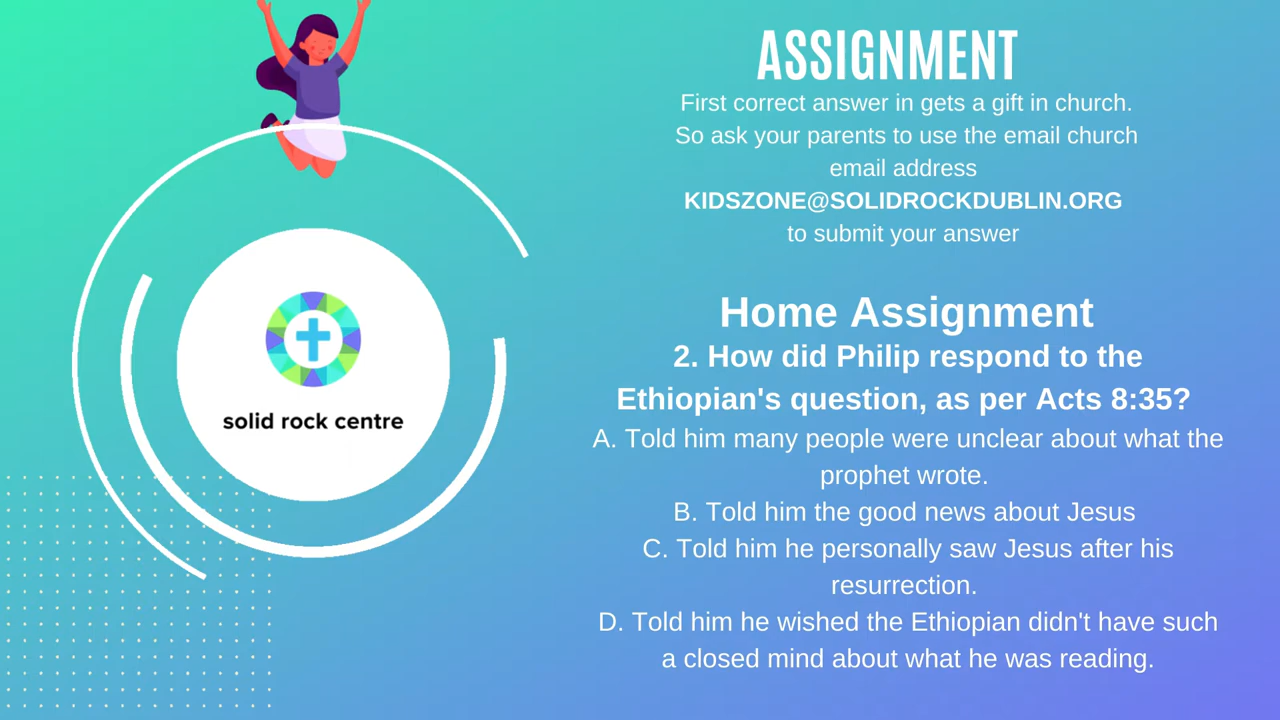 ASSIGNMENT
First correct answer in gets a gift in church.
So ask your parents to use the email church
email address
KIDSZONE@SOLIDROCKDUBLIN.ORG
to submit your answer
solid rock centre
Home Assignment
2. How did Philip respond to the
Ethiopian's question, as per Acts 8:35?
A. Told him many people were unclear about what the
prophet wrote.
B. Told him the good news about Jesus
C. Told him he personally saw Jesus after his
resurrection.
D. Told him he wished the Ethiopian didn't have such
a closed mind about what he was reading.